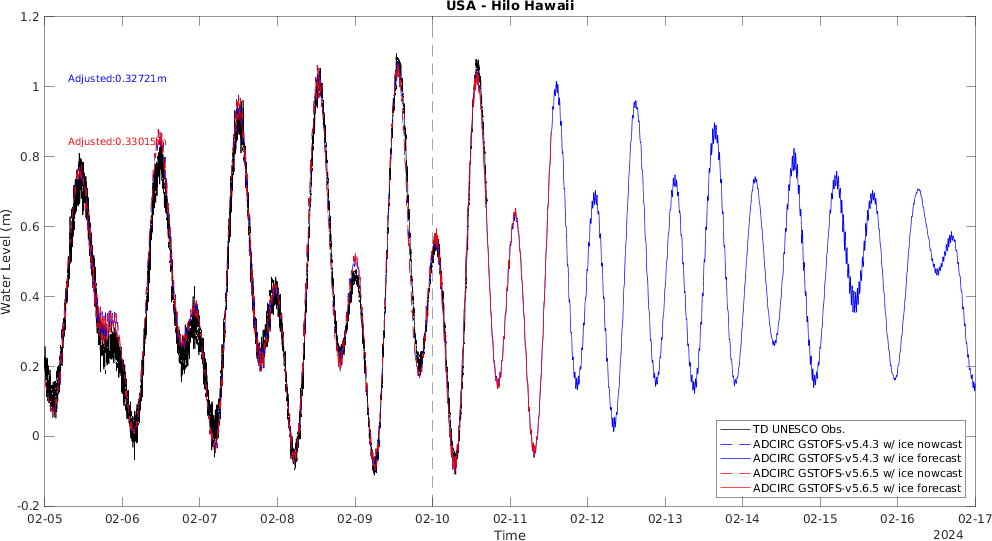 USA - Hilo Hawaii
1.2
1
0.8
0.6
0.4
0.2
0
-0.2
Water Level (m)
Adjusted:0.32721m
Adjusted:0.33015m
TD UNESCO Obs.
ADCIRC GSTOFS-v5.4.3 w/ ice nowcast
ADCIRC GSTOFS-v5.4.3 w/ ice forecast
ADCIRC GSTOFS-v5.6.5 w/ ice nowcast
ADCIRC GSTOFS-v5.6.5 w/ ice forecast
02-05 02-06 02-07 02-08 02-09 02-10 02-11 02-12 02-13 02-14 02-15 02-16 02-17
Time
2024